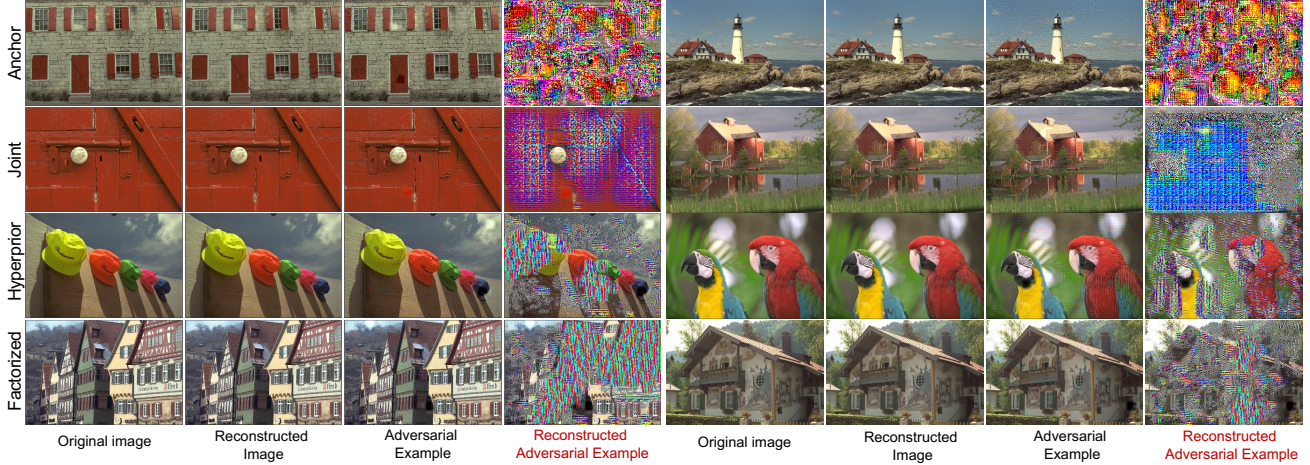 Anchor
Joint
Hyperprior
Factorized
Original image
Reconstructed
Image
Adversarial
Example
Reconstructed
Adversarial Example
Original image
Reconstructed
Image
Adversarial
Example
Reconstructed
Adversarial Example